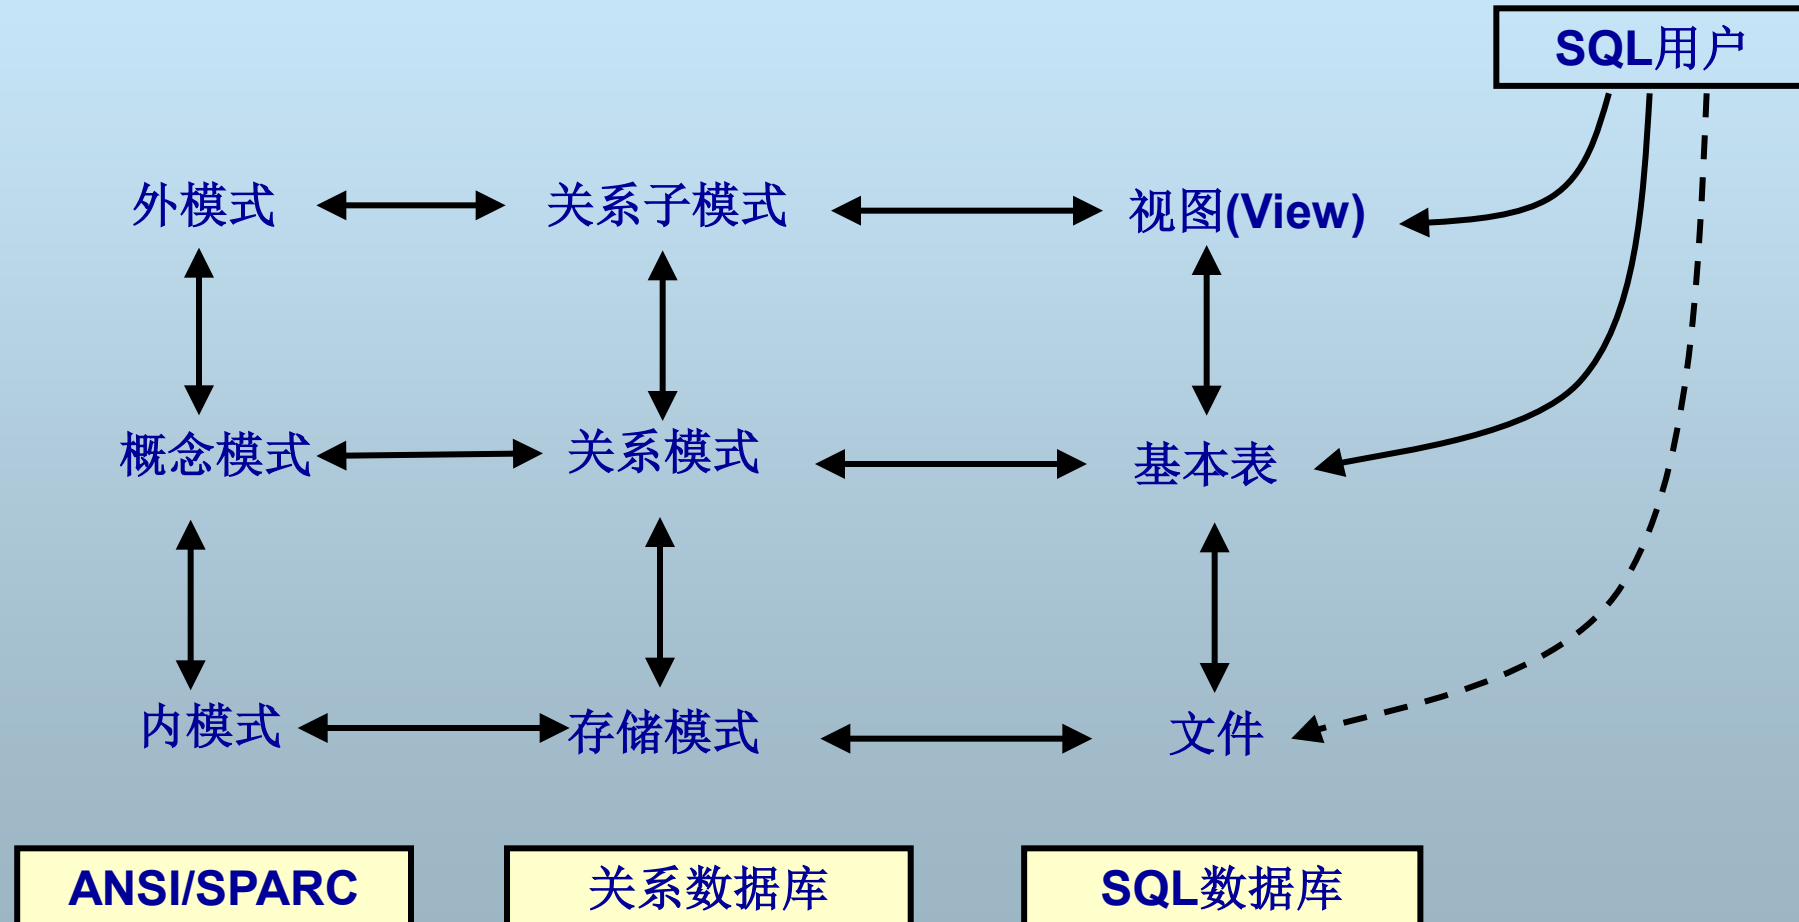 SQL用户
外模式
关系子模式
视图(View)
概念模式
关系模式
基本表
内模式
存储模式
文件
ANSI/SPARC
关系数据库
SQL数据库